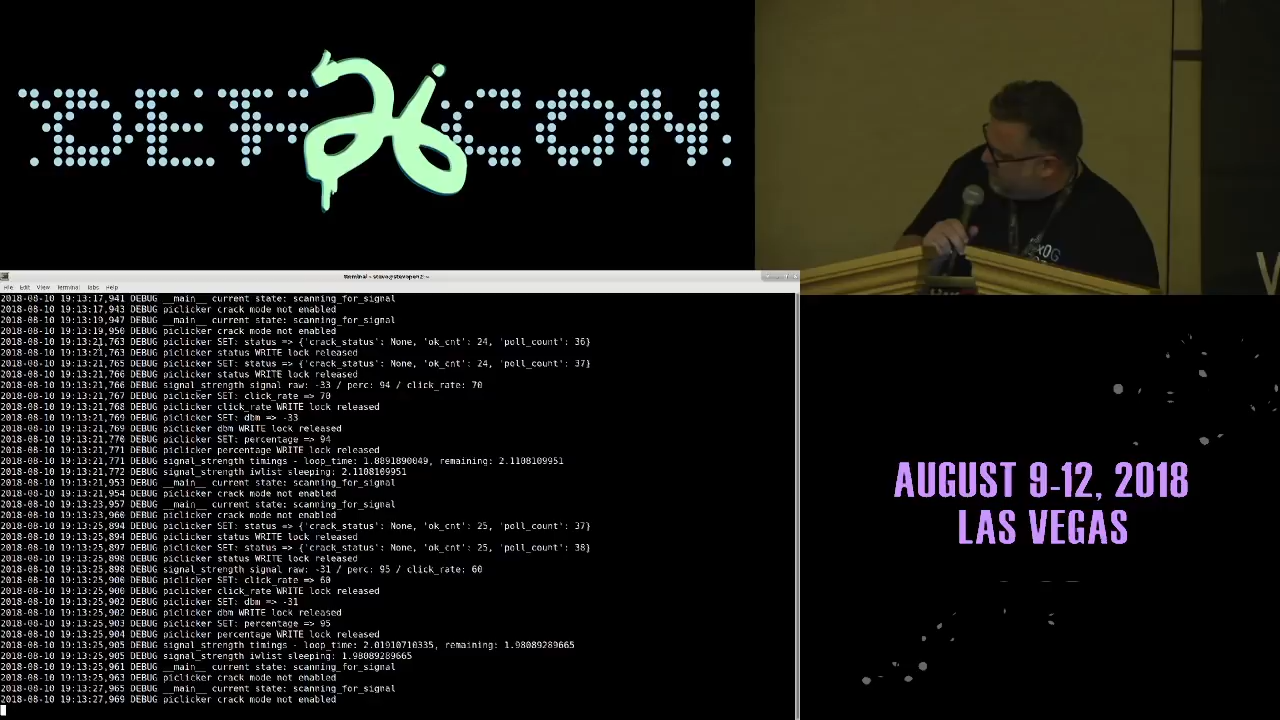 DEF 26 CON
Terminal - steve@stevopen2: ~
File Edit View Terminal Tabs Help
2018-08-10 19:13:17,941 DEBUG __main__ current state: scanning_for_signal
2018-08-10 19:13:17,943 DEBUG piclicker crack mode not enabled
2018-08-10 19:13:19,947 DEBUG __main__ current state: scanning_for_signal
2018-08-10 19:13:19,950 DEBUG piclicker crack mode not enabled
2018-08-10 19:13:21,763 DEBUG piclicker SET: status => {'crack_status': None, 'ok_cnt': 24, 'poll_count': 36}
2018-08-10 19:13:21,763 DEBUG piclicker status WRITE lock released
2018-08-10 19:13:21,765 DEBUG piclicker SET: status => {'crack_status': None, 'ok_cnt': 24, 'poll_count': 37}
2018-08-10 19:13:21,766 DEBUG piclicker status WRITE lock released
2018-08-10 19:13:21,766 DEBUG signal_strength signal raw: -33 / perc: 94 / click_rate: 70
2018-08-10 19:13:21,767 DEBUG piclicker SET: click_rate => 70
2018-08-10 19:13:21,768 DEBUG piclicker click_rate WRITE lock released
2018-08-10 19:13:21,769 DEBUG piclicker SET: dbm => -33
2018-08-10 19:13:21,769 DEBUG piclicker dbm WRITE lock released
2018-08-10 19:13:21,770 DEBUG piclicker SET: percentage => 94
2018-08-10 19:13:21,771 DEBUG piclicker percentage WRITE lock released
2018-08-10 19:13:21,771 DEBUG signal_strength timings - loop_time: 1.8891890049, remaining: 2.1108109951
2018-08-10 19:13:21,772 DEBUG signal_strength iwlist sleeping: 2.1108109951
2018-08-10 19:13:21,953 DEBUG __main__ current state: scanning_for_signal
2018-08-10 19:13:21,954 DEBUG piclicker crack mode not enabled
2018-08-10 19:13:23,957 DEBUG __main__ current state: scanning_for_signal
2018-08-10 19:13:23,960 DEBUG piclicker crack mode not enabled
2018-08-10 19:13:25,894 DEBUG piclicker SET: status => {'crack_status': None, 'ok_cnt': 25, 'poll_count': 37}
2018-08-10 19:13:25,894 DEBUG piclicker status WRITE lock released
2018-08-10 19:13:25,897 DEBUG piclicker SET: status => {'crack_status': None, 'ok_cnt': 25, 'poll_count': 38}
2018-08-10 19:13:25,898 DEBUG piclicker status WRITE lock released
2018-08-10 19:13:25,898 DEBUG signal_strength signal raw: -31 / perc: 95 / click_rate: 60
2018-08-10 19:13:25,900 DEBUG piclicker SET: click_rate => 60
2018-08-10 19:13:25,900 DEBUG piclicker click_rate WRITE lock released
2018-08-10 19:13:25,902 DEBUG piclicker SET: dbm => -31
2018-08-10 19:13:25,902 DEBUG piclicker dbm WRITE lock released
2018-08-10 19:13:25,903 DEBUG piclicker SET: percentage => 95
2018-08-10 19:13:25,904 DEBUG piclicker percentage WRITE lock released
2018-08-10 19:13:25,905 DEBUG signal_strength timings - loop_time: 2.01910710335, remaining: 1.98089289665
2018-08-10 19:13:25,905 DEBUG signal_strength iwlist sleeping: 1.98089289665
2018-08-10 19:13:25,961 DEBUG __main__ current state: scanning_for_signal
2018-08-10 19:13:25,963 DEBUG piclicker crack mode not enabled
2018-08-10 19:13:27,965 DEBUG __main__ current state: scanning_for_signal
2018-08-10 19:13:27,969 DEBUG piclicker crack mode not enabled
AUGUST 9-12, 2018
LAS VEGAS